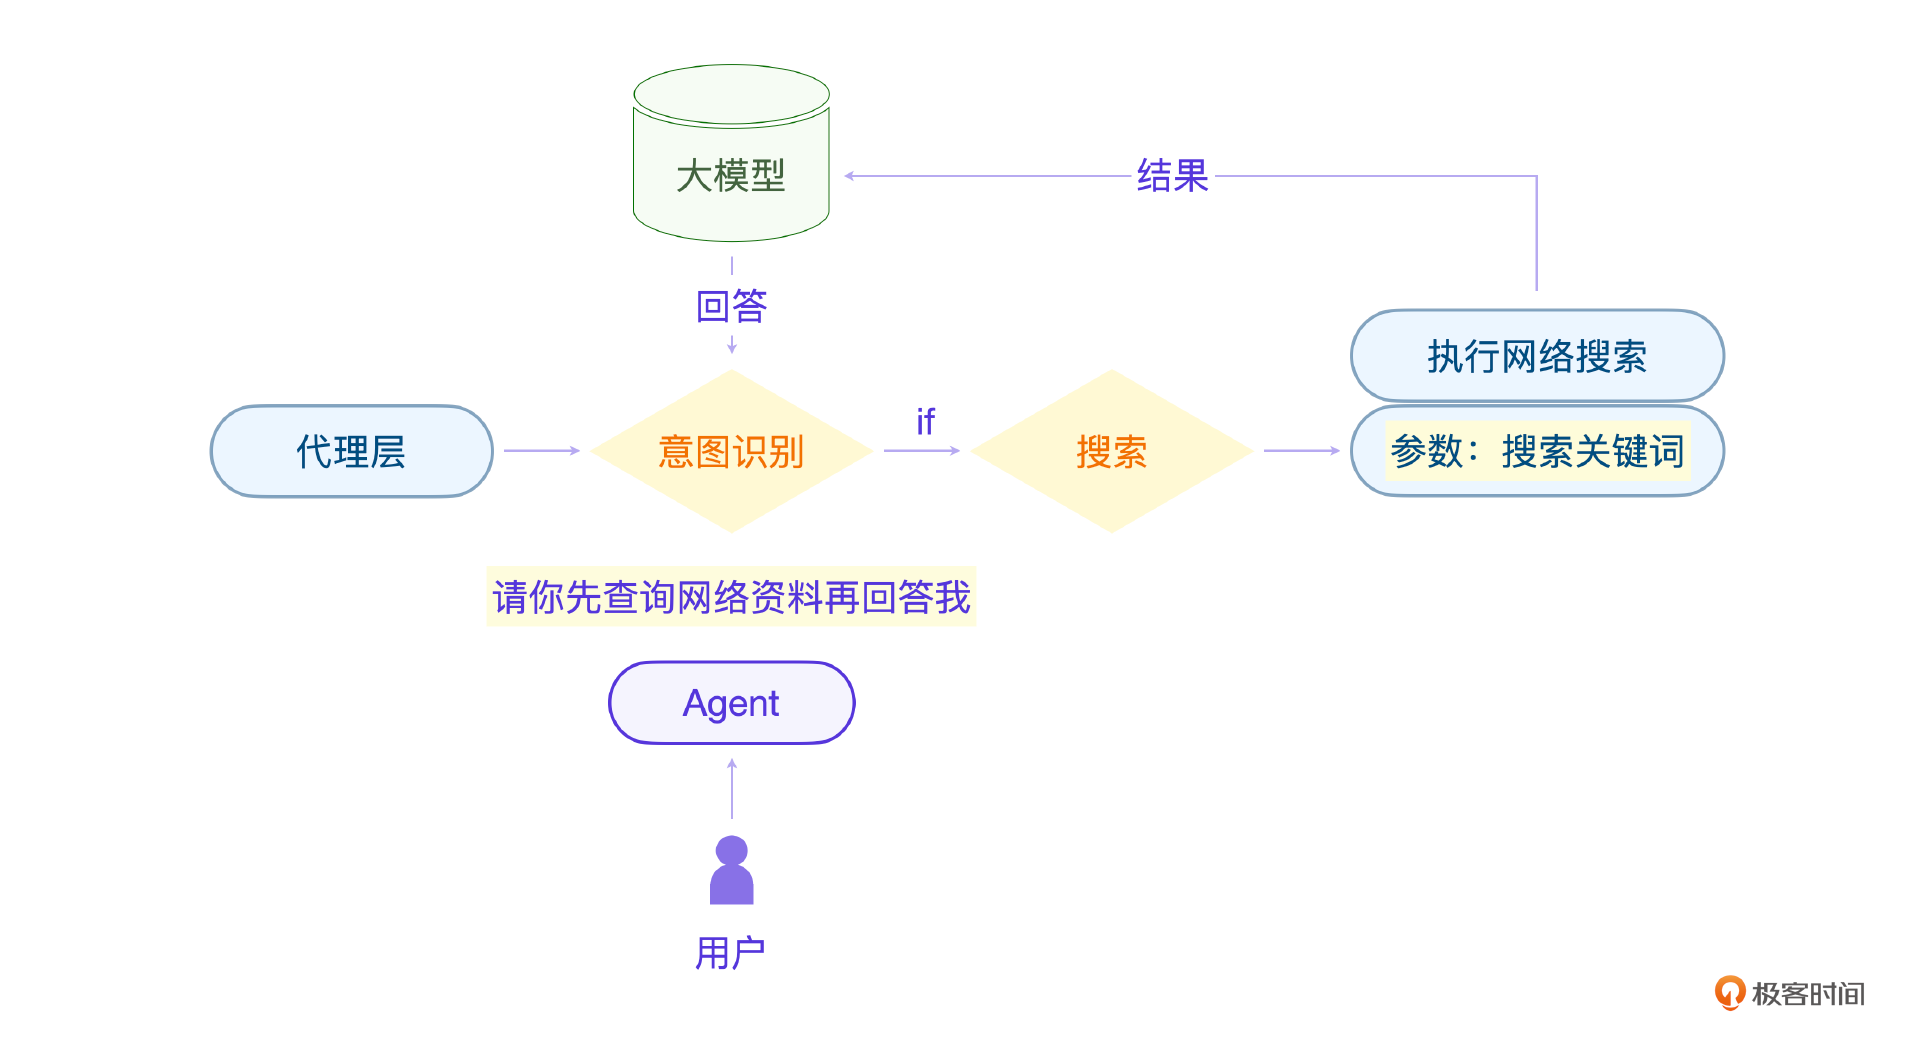 大模型
结果
回答
执行网络搜索
if
代理层
意图识别
搜索
参数：搜索关键词
请你先查询网络资料再回答我
Agent
用户
极客时间